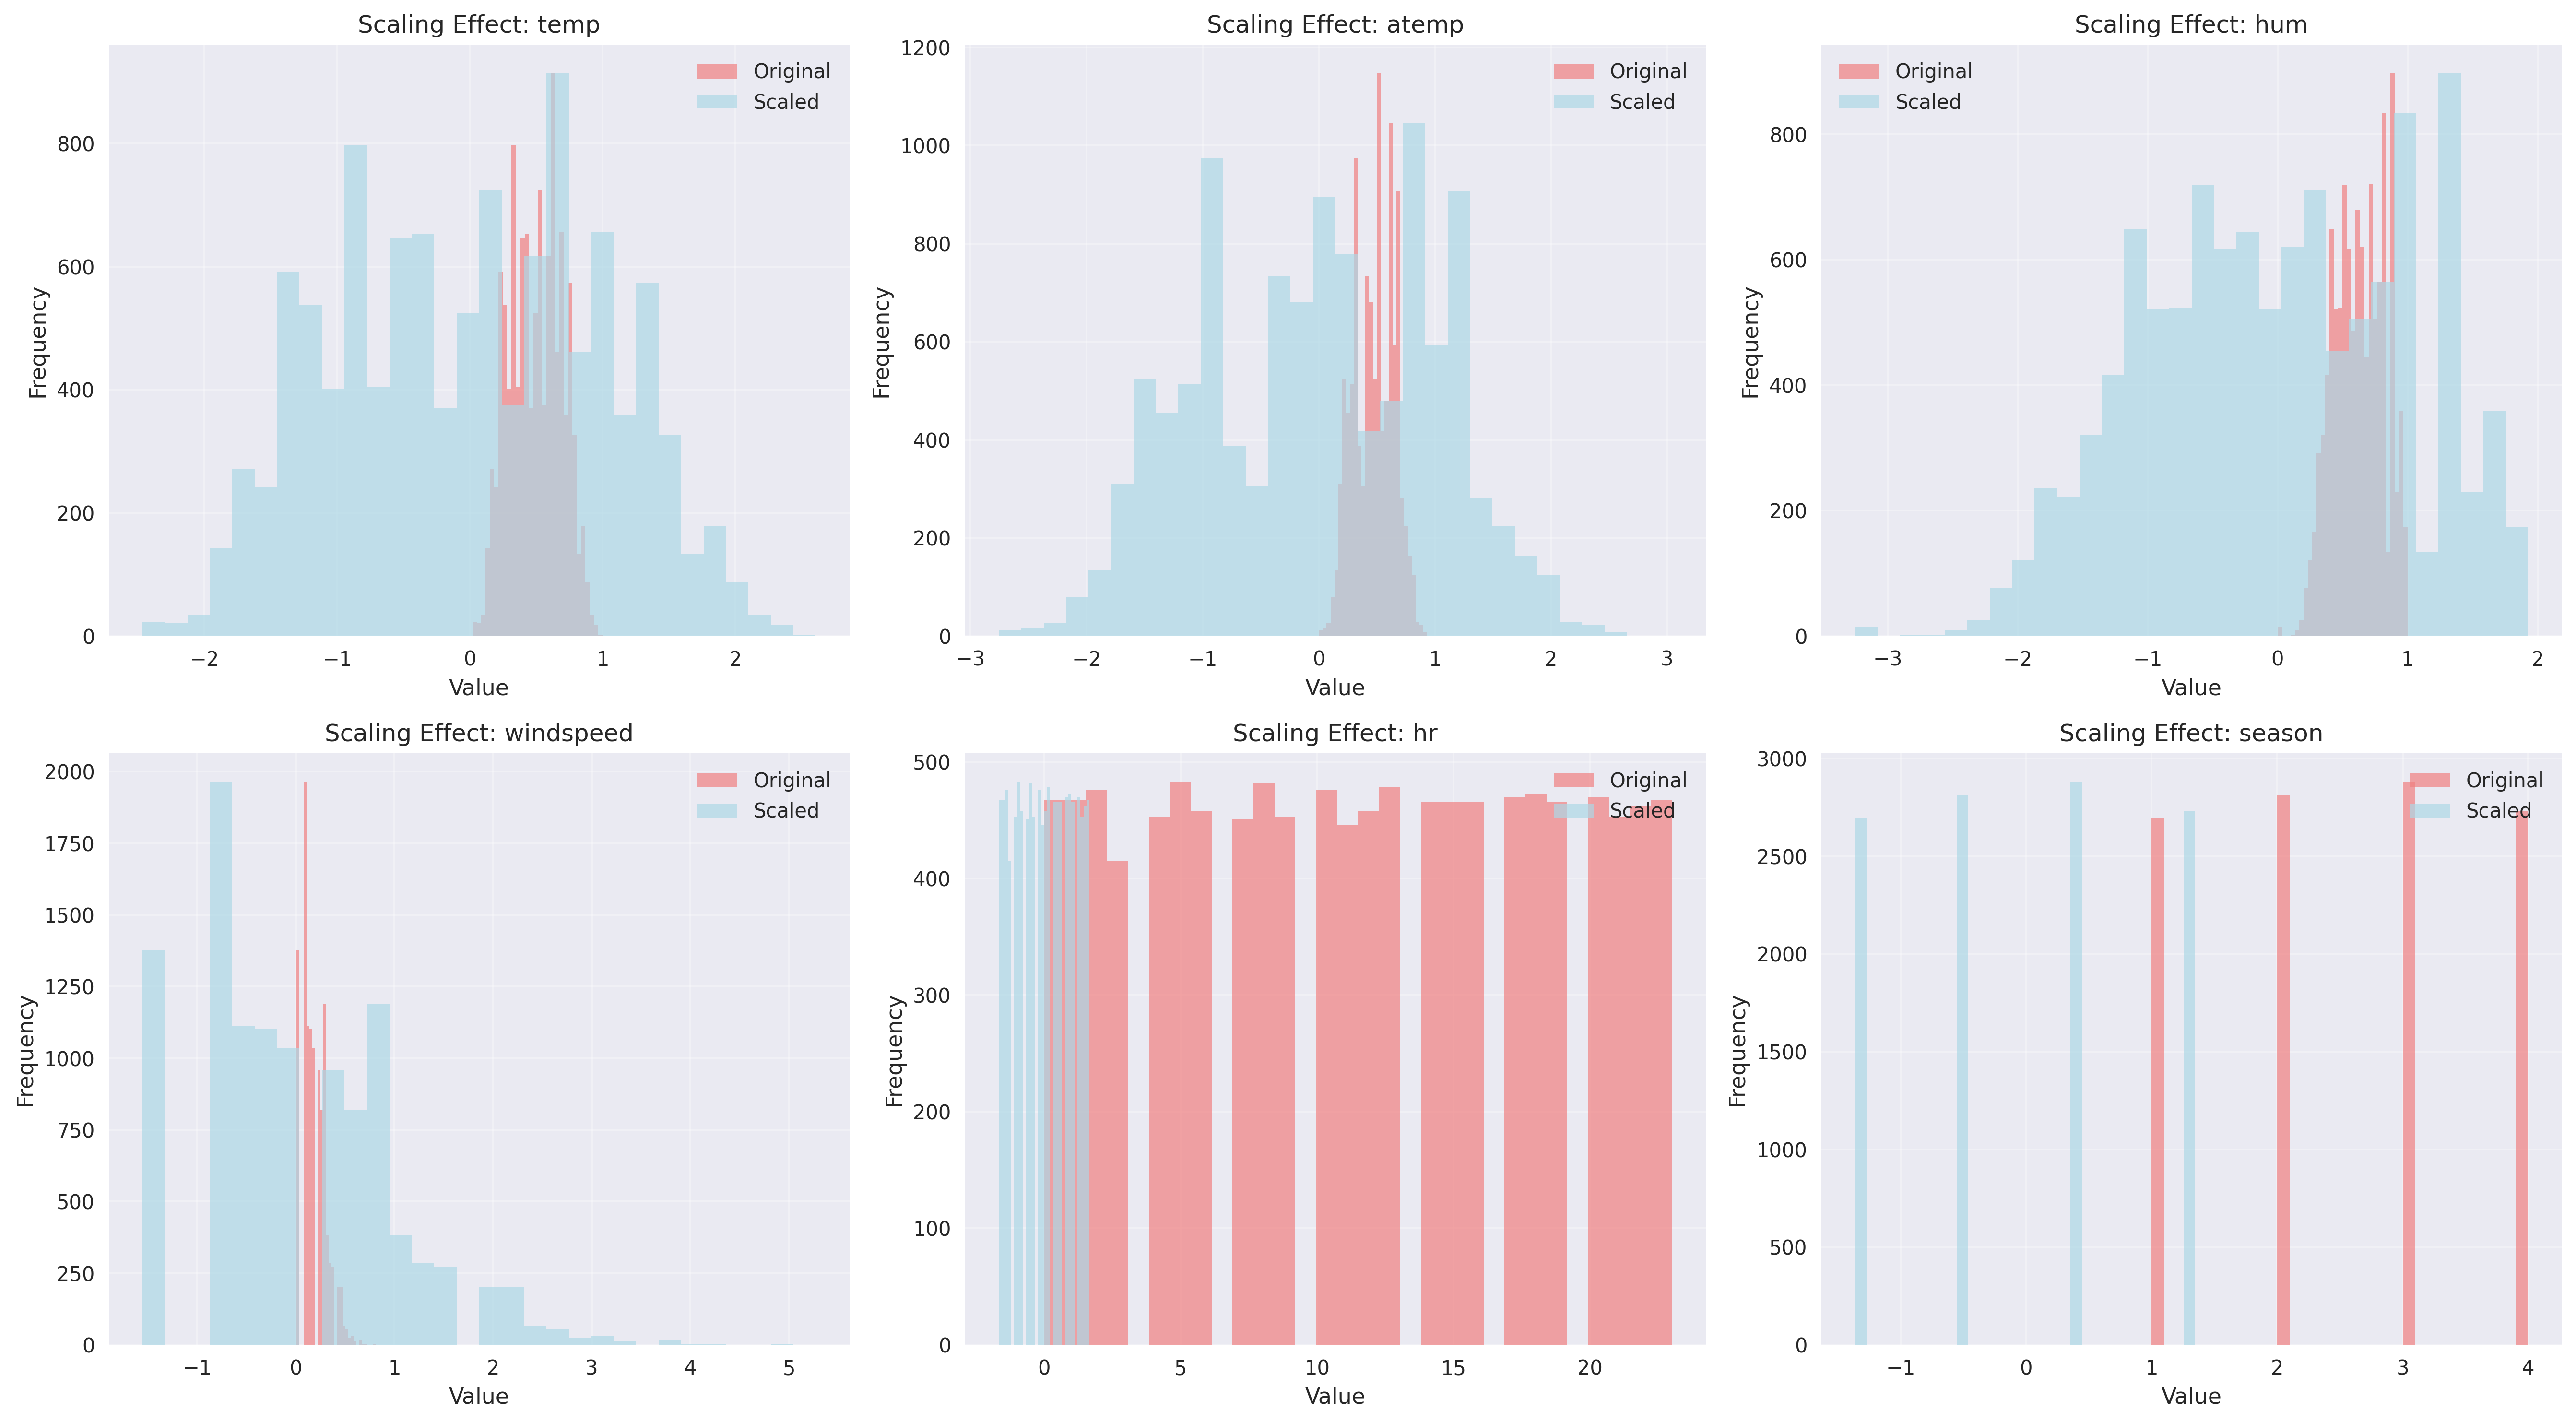 Scaling Effect: temp
Original
Scaled
Frequency
800
600
400
200
0
−2
−1
0
1
2
Value
Scaling Effect: atemp
Original
Scaled
Frequency
1200
1000
800
600
400
200
0
−3
−2
−1
0
1
2
3
Value
Scaling Effect: hum
Original
Scaled
Frequency
800
600
400
200
0
−3
−2
−1
0
1
2
Value
Scaling Effect: windspeed
Original
Scaled
Frequency
2000
1750
1500
1250
1000
750
500
250
0
−1
0
1
2
3
4
5
Value
Scaling Effect: hr
Original
Scaled
Frequency
500
400
300
200
100
0
0
5
10
15
20
Value
Scaling Effect: season
Original
Scaled
Frequency
3000
2500
2000
1500
1000
500
0
−1
0
1
2
3
4
Value